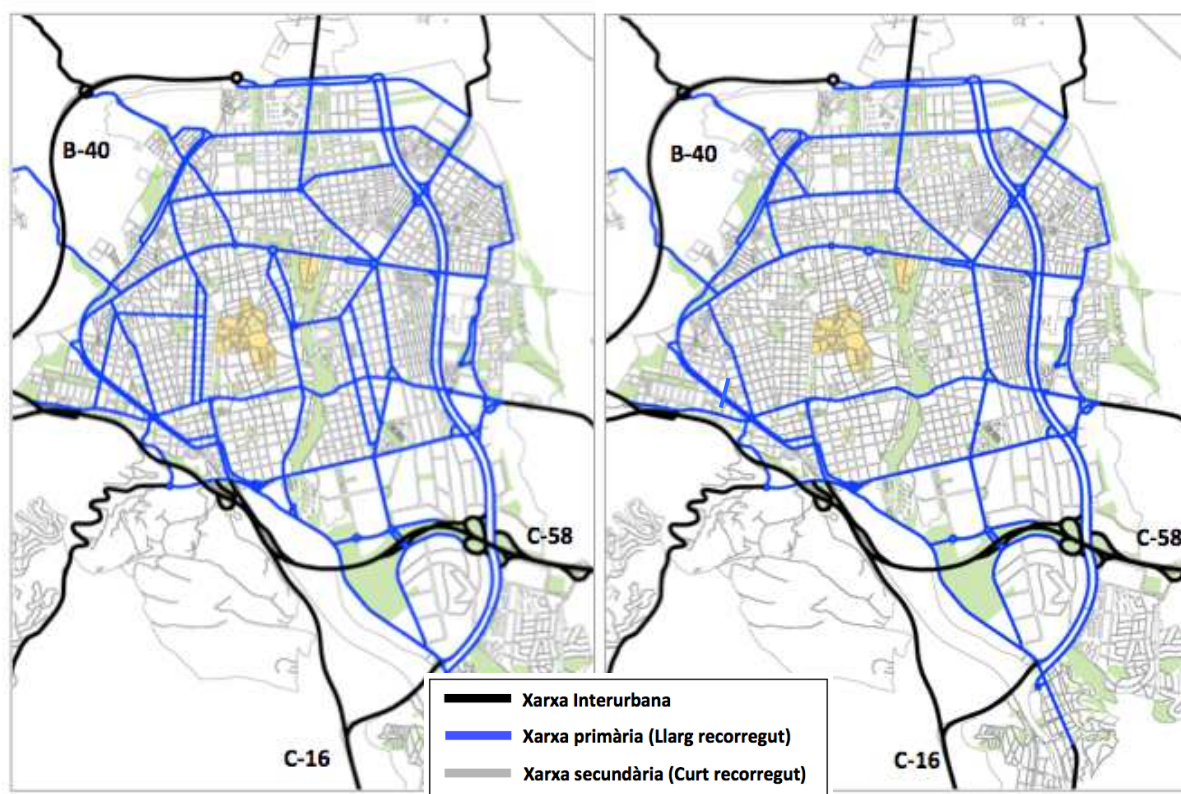 B-40
B-40
C-58
C-58
Xarxa Interurbana
Xarxa primària (Llarg recorregut)
Xarxa secundària (Curt recorregut)
C-16
C-16